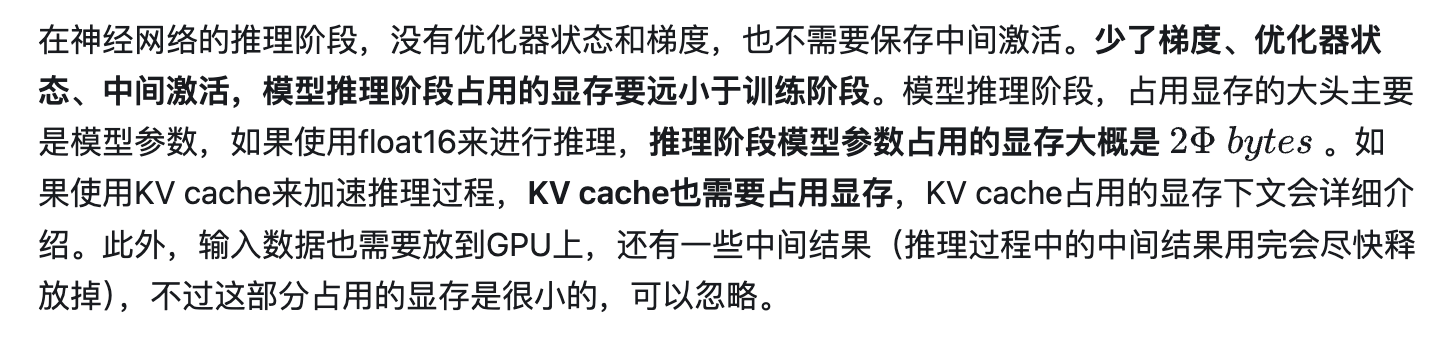 在神经网络的推理阶段，没有优化器状态和梯度，也不需要保存中间激活。少了梯度、优化器状
态、中间激活，模型推理阶段占用的显存要远小于训练阶段。模型推理阶段，占用显存的大头主要
是模型参数，如果使用float16来进行推理，推理阶段模型参数占用的显存大概是 2Φ bytes 。如
果使用KV cache来加速推理过程，KV cache也需要占用显存，KV cache占用的显存下文会详细介
绍。此外，输入数据也需要放到GPU上，还有一些中间结果（推理过程中的中间结果用完会尽快释
放掉），不过这部分占用的显存是很小的，可以忽略。